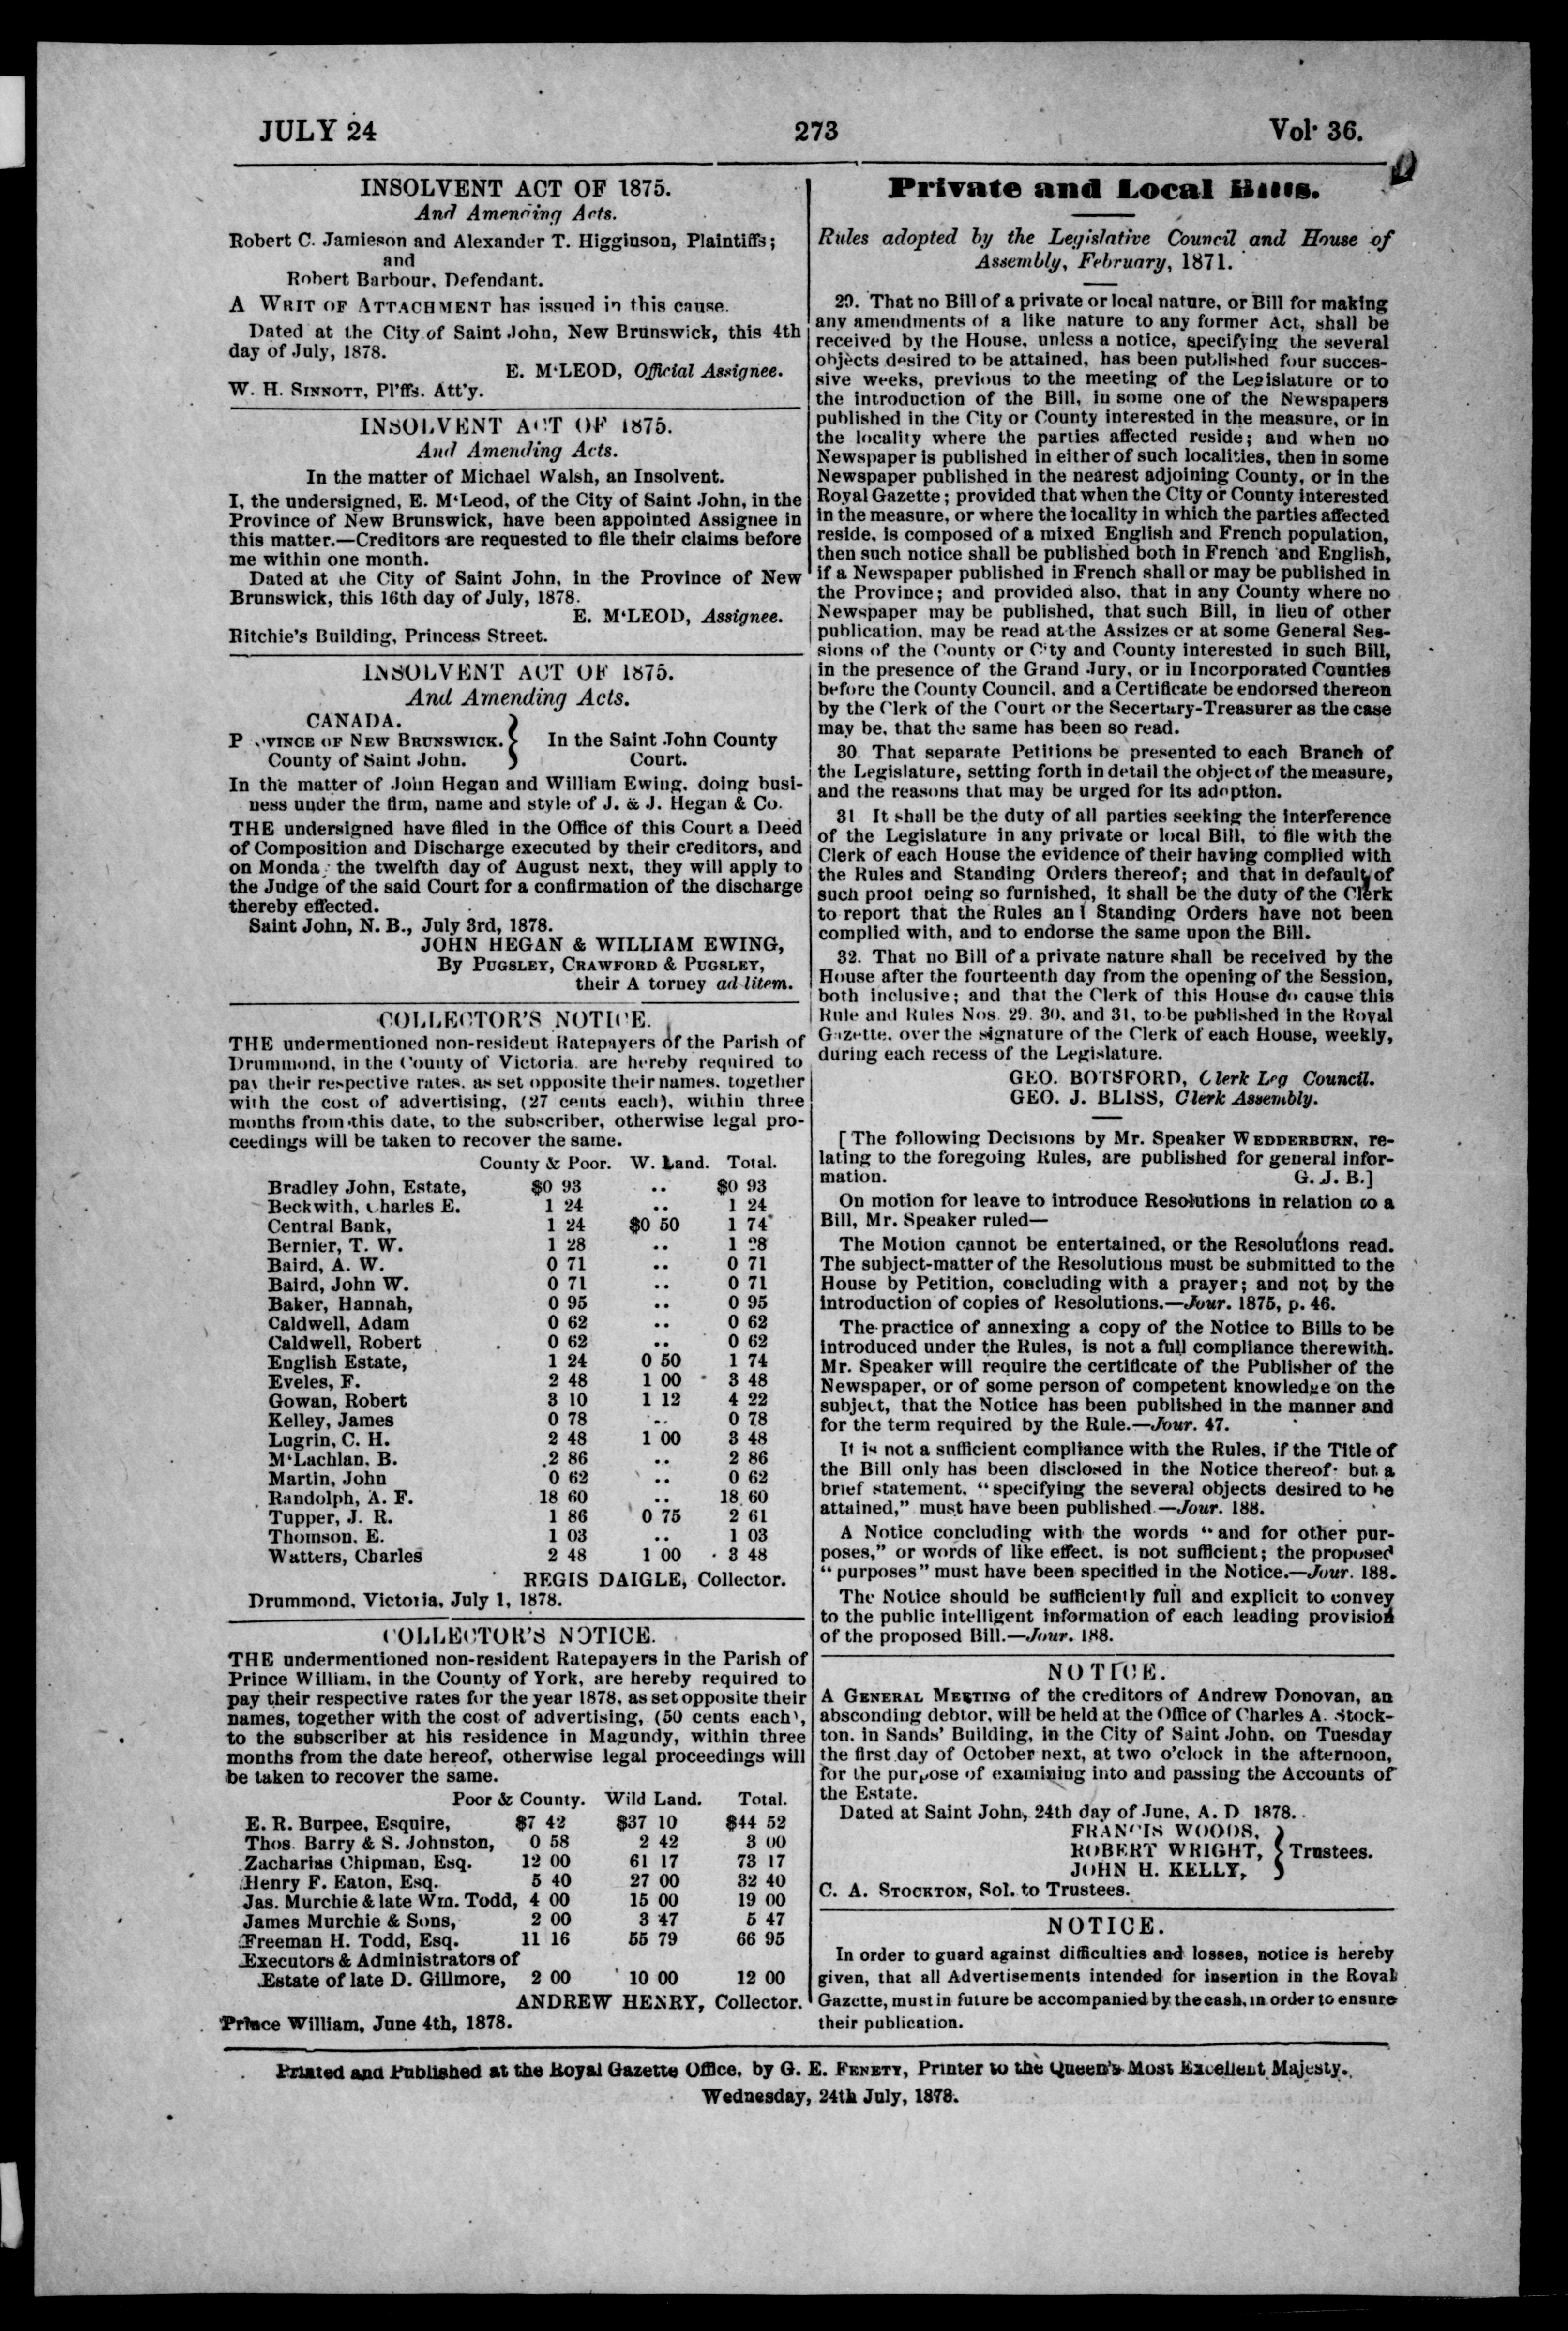 JULY 24
273
Vol. 36.
INSOLVENT ACT OF 1875.
And Amending Acts.
Robert C. Jamieson and Alexander T. Higginson, Plaintiffs;
and
Robert Barbour, Defendant.
A WRIT OF ATTACHMENT has issued in this cause.
Dated at the City of Saint John, New Brunswick, this 4th
day of July, 1878.
E. M‘LEOD, Official Assignee.
W. H. SINNOTT, Pl'ffs. Att'y.
INSOLVENT ACT OF 1875.
And Amending Acts.
In the matter of Michael Walsh, an Insolvent.
I, the undersigned, E. M‘Leod, of the City of Saint John, in the
Province of New Brunswick, have been appointed Assignee in
this matter.—Creditors are requested to file their claims before
me within one month.
Dated at the City of Saint John, in the Province of New
Brunswick, this 16th day of July, 1878.
E. M‘LEOD, Assignee.
Ritchie's Building, Princess Street.
INSOLVENT ACT OF 1875.
And Amending Acts.
CANADA.
PROVINCE OF NEW BRUNSWICK.
County of Saint John.
In the Saint John County
Court.
In the matter of John Hegan and William Ewing, doing busi-
ness under the firm, name and style of J. & J. Hegan & Co.
THE undersigned have filed in the Office of this Court a Deed
of Composition and Discharge executed by their creditors, and
on Monday the twelfth day of August next, they will apply to
the Judge of the said Court for a confirmation of the discharge
thereby effected.
Saint John, N. B., July 3rd, 1878.
JOHN HEGAN & WILLIAM EWING,
By PUGSLEY, CRAWFORD & PUGSLEY,
their A torney ad litem.
COLLECTOR'S NOTICE.
THE undermentioned non-resident Ratepayers of the Parish of
Drummond, in the County of Victoria, are hereby required to
pay their respective rates, as set opposite their names, together
with the cost of advertising, (27 cents each), within three
months from this date, to the subscriber, otherwise legal pro-
ceedings will be taken to recover the same.
County & Poor. W. Land. Total.
Bradley John, Estate, $0 93 .. $0 93
Beckwith, Charles E. 1 24 .. 1 24
Central Bank, 1 24 $0 50 1 74
Bernier, T. W. 1 28 .. 1 28
Baird, A. W. 0 71 .. 0 71
Baird, John W. 0 71 .. 0 71
Baker, Hannah, 0 95 .. 0 95
Caldwell, Adam 0 62 .. 0 62
Caldwell, Robert 0 62 .. 0 62
English Estate, 1 24 0 50 1 74
Eveles, F. 2 48 1 00 3 48
Gowan, Robert 3 10 1 12 4 22
Kelley, James 0 78 .. 0 78
Lugrin, C. H. 2 48 1 00 3 48
M‘Lachlan, B. 2 86 .. 2 86
Martin, John 0 62 .. 0 62
Randolph, A. F. 18 60 .. 18 60
Tupper, J. R. 1 86 0 75 2 61
Thomson, E. 1 03 .. 1 03
Watters, Charles 2 48 1 00 3 48
REGIS DAIGLE, Collector.
Drummond, Victoria, July 1, 1878.
COLLECTOR'S NOTICE.
THE undermentioned non-resident Ratepayers in the Parish of
Prince William, in the County of York, are hereby required to
pay their respective rates for the year 1878, as set opposite their
names, together with the cost of advertising, (50 cents each),
to the subscriber at his residence in Magundy, within three
months from the date hereof, otherwise legal proceedings will
be taken to recover the same.
Poor & County. Wild Land. Total.
E. R. Burpee, Esquire, $7 42 $37 10 $44 52
Thos. Barry & S. Johnston, 0 58 2 42 3 00
Zacharias Chipman, Esq. 12 00 61 17 73 17
Henry F. Eaton, Esq. 5 40 27 00 32 40
Jas. Murchie & late Wm. Todd, 4 00 15 00 19 00
James Murchie & Sons, 2 00 3 47 5 47
Freeman H. Todd, Esq. 11 16 55 79 66 95
Executors & Administrators of
Estate of late D. Gillmore, 2 00 10 00 12 00
ANDREW HENRY, Collector.
Prince William, June 4th, 1878.
Private and Local Bills.
Rules adopted by the Legislative Council and House of
Assembly, February, 1871.
29. That no Bill of a private or local nature, or Bill for making
any amendments of a like nature to any former Act, shall be
received by the House, unless a notice, specifying the several
objects desired to be attained, has been published four succes-
sive weeks, previous to the meeting of the Legislature or to
the introduction of the Bill, in some one of the Newspapers
published in the City or County interested in the measure, or in
the locality where the parties affected reside; and when no
Newspaper is published in either of such localities, then in some
Newspaper published in the nearest adjoining County, or in the
Royal Gazette; provided that when the City or County interested
in the measure, or where the locality in which the parties affected
reside, is composed of a mixed English and French population,
then such notice shall be published both in French and English,
if a Newspaper published in French shall or may be published in
the Province; and provided also, that in any County where no
Newspaper may be published, that such Bill, in lieu of other
publication, may be read at the Assizes or at some General Ses-
sions of the County or City and County interested in such Bill,
in the presence of the Grand Jury, or in Incorporated Counties
before the County Council, and a Certificate be endorsed thereon
by the Clerk of the Court or the Secertary-Treasurer as the case
may be, that the same has been so read.
30. That separate Petitions be presented to each Branch of
the Legislature, setting forth in detail the object of the measure,
and the reasons that may be urged for its adoption.
31 It shall be the duty of all parties seeking the interference
of the Legislature in any private or local Bill, to file with the
Clerk of each House the evidence of their having complied with
the Rules and Standing Orders thereof; and that in default of
such proof being so furnished, it shall be the duty of the Clerk
to report that the Rules and Standing Orders have not been
complied with, and to endorse the same upon the Bill.
32. That no Bill of a private nature shall be received by the
House after the fourteenth day from the opening of the Session,
both inclusive; and that the Clerk of this House do cause this
Rule and Rules Nos. 29. 30. and 31, to be published in the Royal
Gazette, over the signature of the Clerk of each House, weekly,
during each recess of the Legislature.
GEO. BOTSFORD, Clerk Leg Council.
GEO. J. BLISS, Clerk Assembly.
[The following Decisions by Mr. Speaker WEDDERBURN, re-
lating to the foregoing Rules, are published for general infor-
mation. G. J. B.]
On motion for leave to introduce Resolutions in relation to a
Bill, Mr. Speaker ruled—
The Motion cannot be entertained, or the Resolutions read.
The subject-matter of the Resolutions must be submitted to the
House by Petition, concluding with a prayer; and not by the
introduction of copies of Resolutions.—Jour. 1875, p. 46.
The practice of annexing a copy of the Notice to Bills to be
introduced under the Rules, is not a full compliance therewith.
Mr. Speaker will require the certificate of the Publisher of the
Newspaper, or of some person of competent knowledge on the
subject, that the Notice has been published in the manner and
for the term required by the Rule.—Jour. 47.
It is not a sufficient compliance with the Rules, if the Title of
the Bill only has been disclosed in the Notice thereof; but a
brief statement, “specifying the several objects desired to be
attained,” must have been published.—Jour. 188.
A Notice concluding with the words “and for other pur-
poses,” or words of like effect, is not sufficient; the proposed
“purposes” must have been specified in the Notice.—Jour. 188.
The Notice should be sufficiently full and explicit to convey
to the public intelligent information of each leading provision
of the proposed Bill.—Jour. 188.
NOTICE.
A GENERAL MEETING of the creditors of Andrew Donovan, an
absconding debtor, will be held at the Office of Charles A. Stock-
ton, in Sands' Building, in the City of Saint John, on Tuesday
the first day of October next, at two o'clock in the afternoon,
for the purpose of examining into and passing the Accounts of
the Estate.
Dated at Saint John, 24th day of June, A. D. 1878.
FRANCIS WOODS,
ROBERT WRIGHT,
JOHN H. KELLY,
Trustees.
C. A. STOCKTON, Sol. to Trustees.
NOTICE.
In order to guard against difficulties and losses, notice is hereby
given, that all Advertisements intended for insertion in the Royal
Gazette, must in future be accompanied by the cash, in order to ensure
their publication.
Printed and Published at the Royal Gazette Office, by G. E. FENETY, Printer to the Queen's Most Excellent Majesty.
Wednesday, 24th July, 1878.